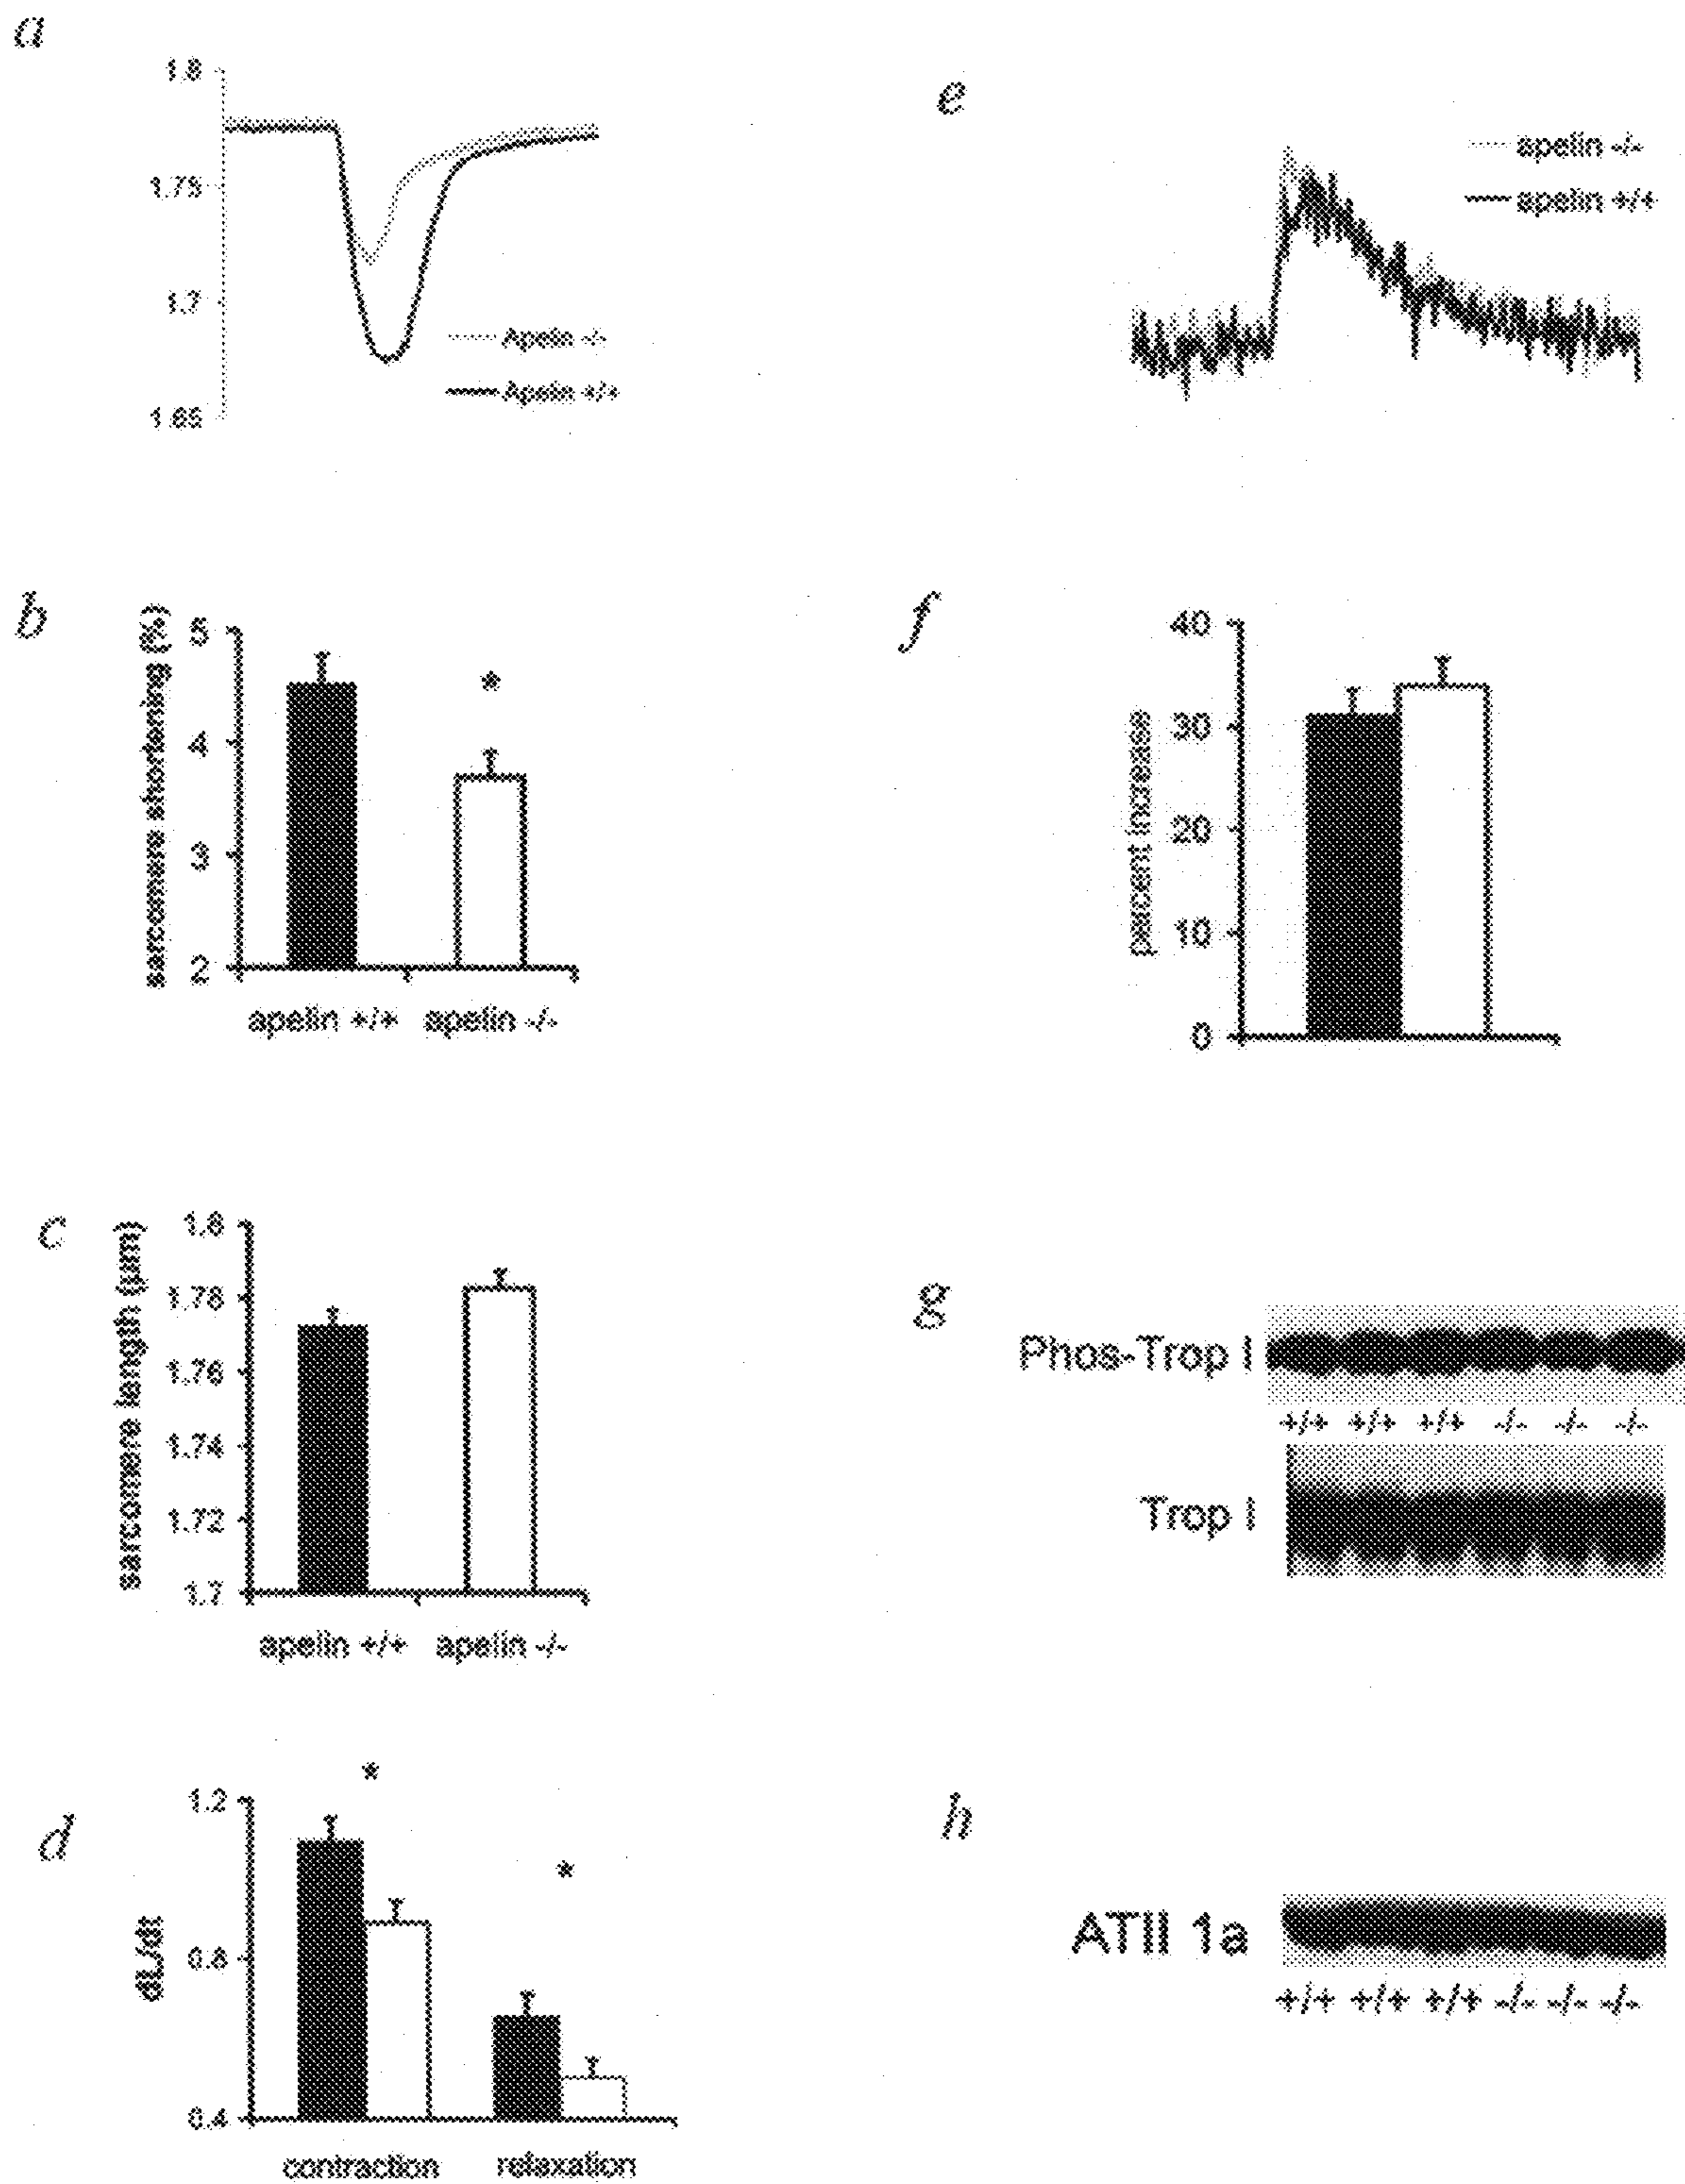 a
1.8
1.75
1.7
1.65
Apelin -/-
Apelin +/+
b
sarcomere shortening (%)
5
4
3
2
*
apelin +/+ apelin -/-
c
sarcomere length (µm)
1.8
1.78
1.76
1.74
1.72
1.7
apelin +/+ apelin -/-
d
dL/dt
1.2
0.8
0.4
*
*
contraction relaxation
e
apelin -/-
apelin +/+
f
percent increase
40
30
20
10
0
g
Phos-Trop I
+/+ +/+ +/+ -/- -/- -/-
Trop I
h
ATII 1a
+/+ +/+ +/+ -/- -/- -/-